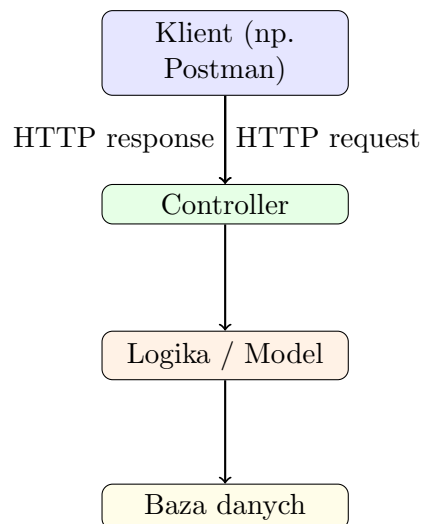 Klient (np.
Postman)
HTTP response
HTTP request
Controller
Logika / Model
Baza danych